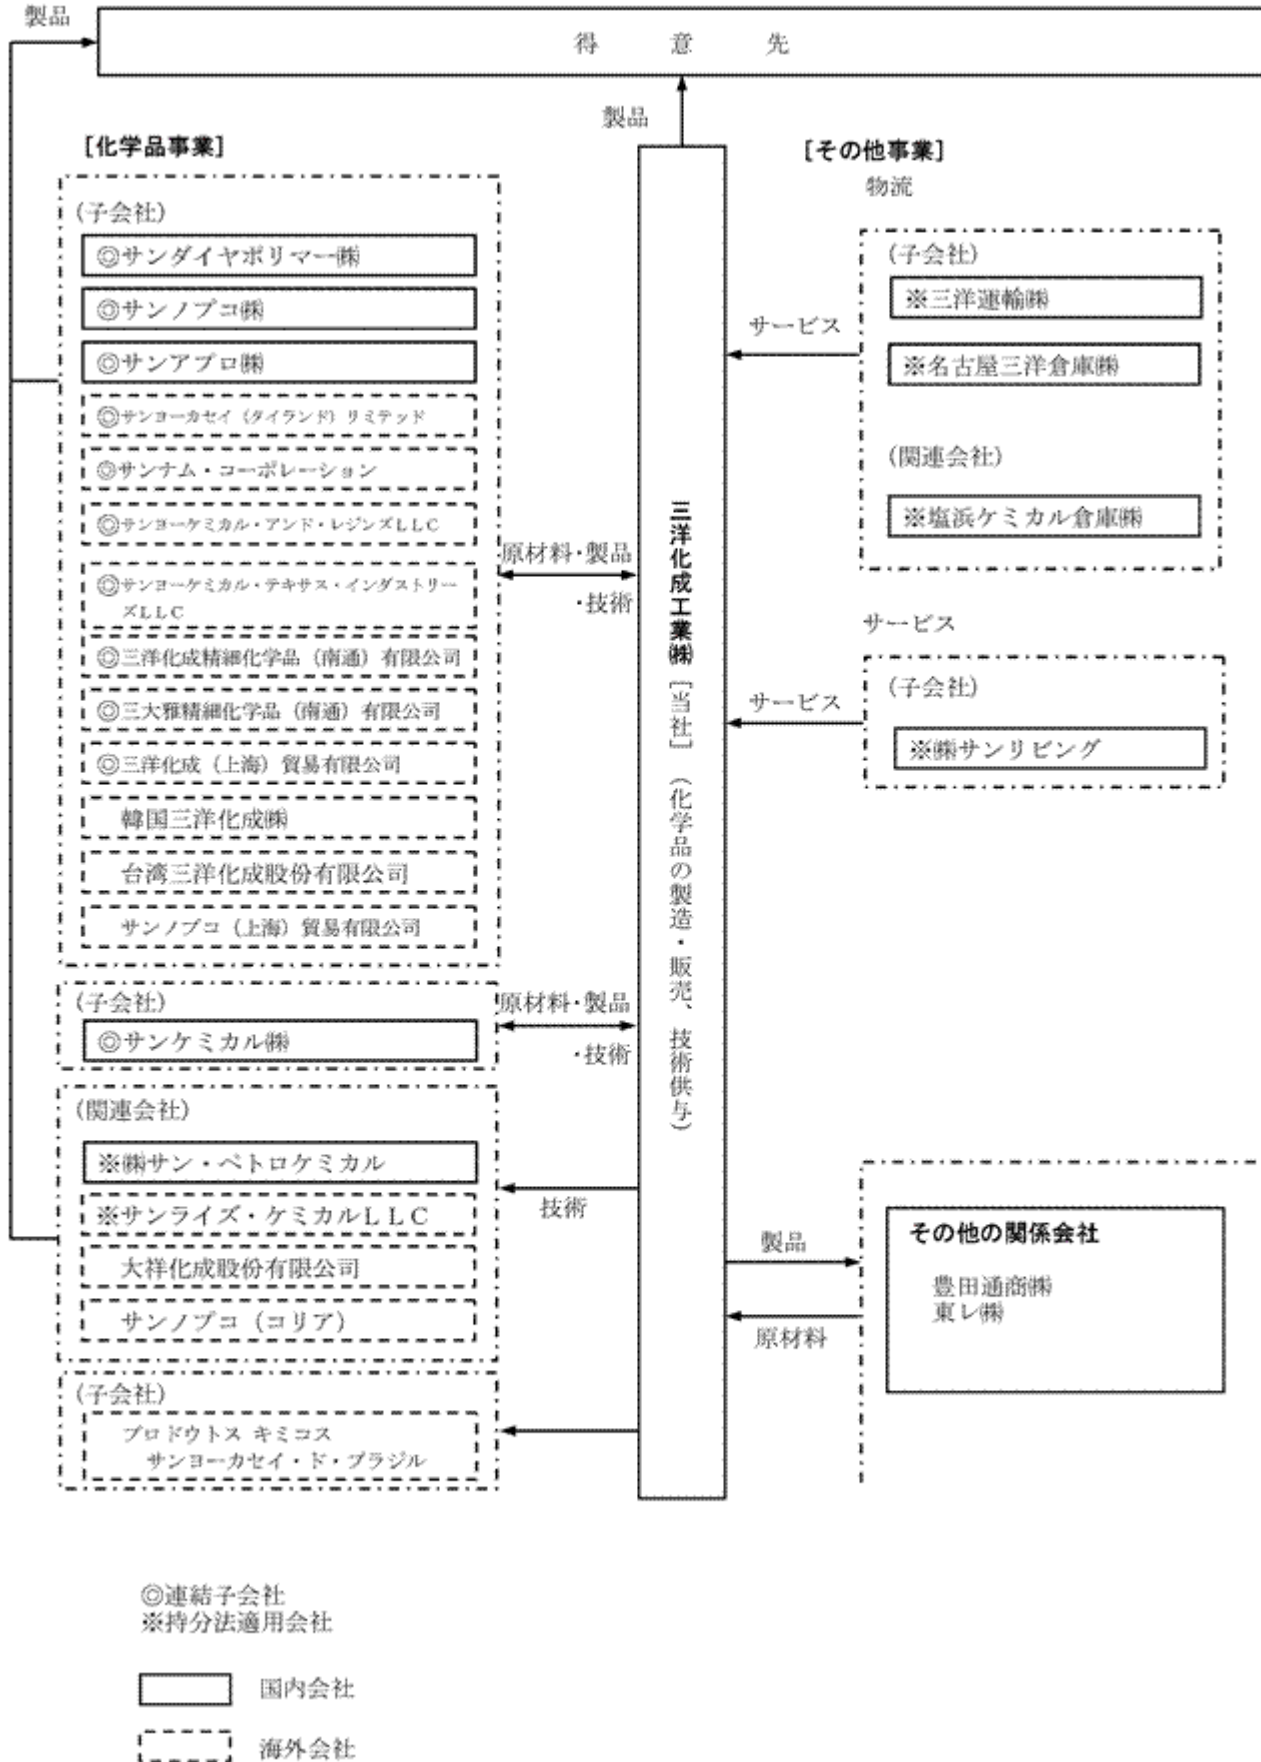 製品
得意先
製品
[化学品事業]
(子会社)
◎サンダイヤポリマー㈱
◎サンノプコ㈱
◎サンアプロ㈱
◎サンヨーカセイ（タイランド）リミテッド
◎サンナム・コーポレーション
◎サンヨーケミカル・アンド・レジンズＬＬＣ
◎サンヨーケミカル・テキサス・インダストリー
ズＬＬＣ
◎三洋化成精細化学品（南通）有限公司
◎三大雅精細化学品（南通）有限公司
◎三洋化成（上海）貿易有限公司
韓国三洋化成㈱
台湾三洋化成股份有限公司
サンノプコ（上海）貿易有限公司
(子会社)
◎サンケミカル㈱
(関連会社)
※㈱サン・ペトロケミカル
※サンライズ・ケミカルＬＬＣ
大祥化成股份有限公司
サンノプコ（コリア）
(子会社)
プロドウトス キミコス
サンヨーカセイ・ド・ブラジル
原材料・製品
・技術
原材料・製品
・技術
技術
三洋化成工業㈱［当社］（化学品の製造・販売、技術供与）
[その他事業]
物流
(子会社)
※三洋運輸㈱
※名古屋三洋倉庫㈱
(関連会社)
※塩浜ケミカル倉庫㈱
サービス
サービス
(子会社)
※㈱サンリビング
サービス
製品
原材料
その他の関係会社
豊田通商㈱
東レ㈱
◎連結子会社
※持分法適用会社
国内会社
海外会社